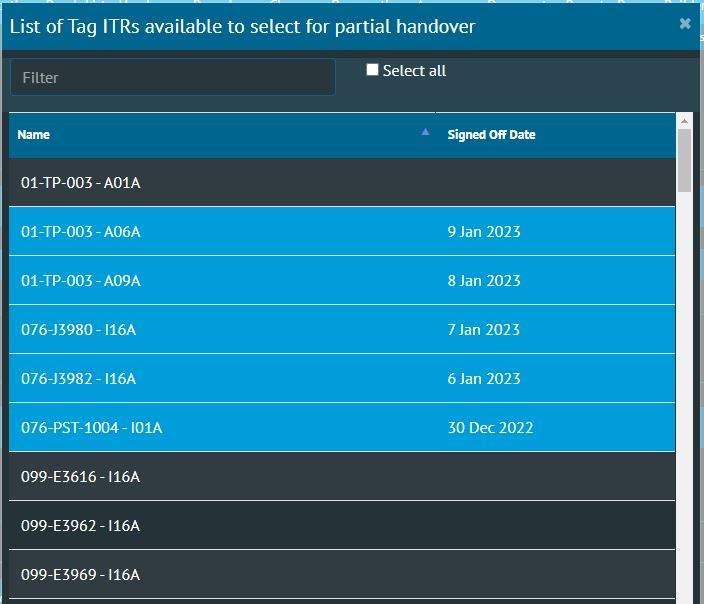 List of Tag ITRs available to select for partial handover
Filter
Select all
Name Signed Off Date
01-TP-003 - A01A
01-TP-003 - A06A 9 Jan 2023
01-TP-003 - A09A 8 Jan 2023
076-J3980 - I16A 7 Jan 2023
076-J3982 - I16A 6 Jan 2023
076-PST-1004 - I01A 30 Dec 2022
099-E3616 - I16A
099-E3962 - I16A
099-E3969 - I16A